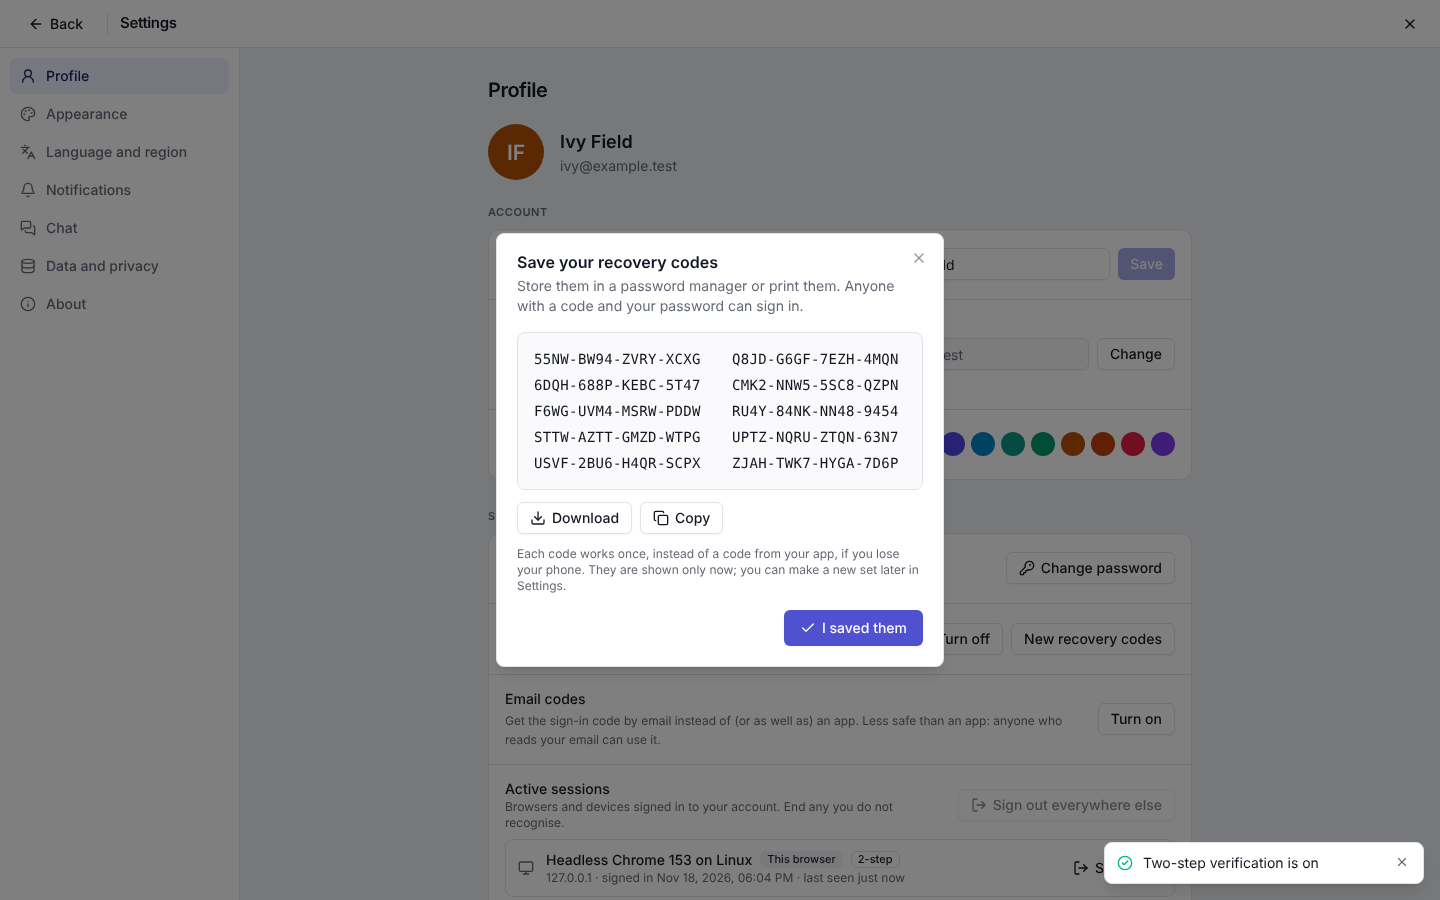 Back
Settings
Profile
Appearance
Language and region
Notifications
Chat
Data and privacy
About
Profile
IF
Ivy Field
ivy@example.test
ACCOUNT
Save
Change
Save your recovery codes
Store them in a password manager or print them. Anyone
with a code and your password can sign in.
55NW-BW94-ZVRY-XCXG
Q8JD-G6GF-7EZH-4MQN
6DQH-688P-KEBC-5T47
CMK2-NNW5-5SC8-QZPN
F6WG-UVM4-MSRW-PDDW
RU4Y-84NK-NN48-9454
STTW-AZTT-GMZD-WTPG
UPTZ-NQRU-ZTQN-63N7
USVF-2BU6-H4QR-SCPX
ZJAH-TWK7-HYGA-7D6P
Download
Copy
Each code works once, instead of a code from your app, if you lose
your phone. They are shown only now; you can make a new set later in
Settings.
I saved them
Change password
Turn off
New recovery codes
Email codes
Get the sign-in code by email instead of (or as well as) an app. Less safe than an app: anyone who
reads your email can use it.
Turn on
Active sessions
Browsers and devices signed in to your account. End any you do not
recognise.
Sign out everywhere else
Headless Chrome 153 on Linux
This browser
2-step
127.0.0.1 · signed in Nov 18, 2026, 06:04 PM · last seen just now
Two-step verification is on